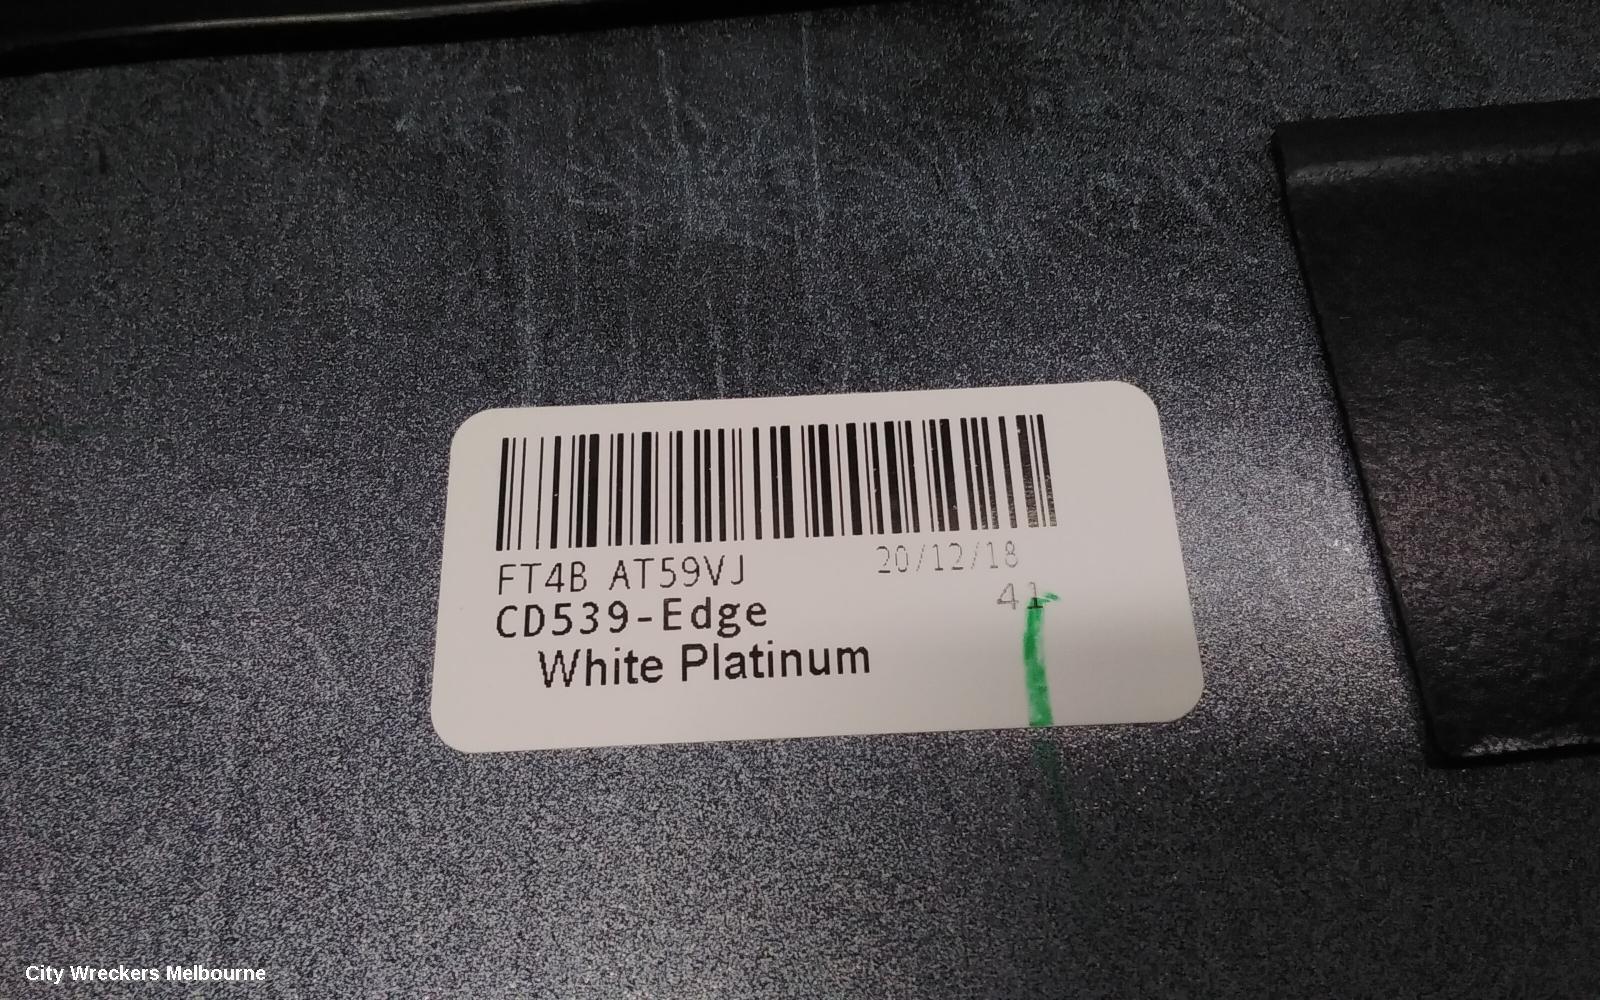 FT4B AT59VJ
20/12/18
41
CD539-Edge
White Platinum
City Wreckers Melbourne